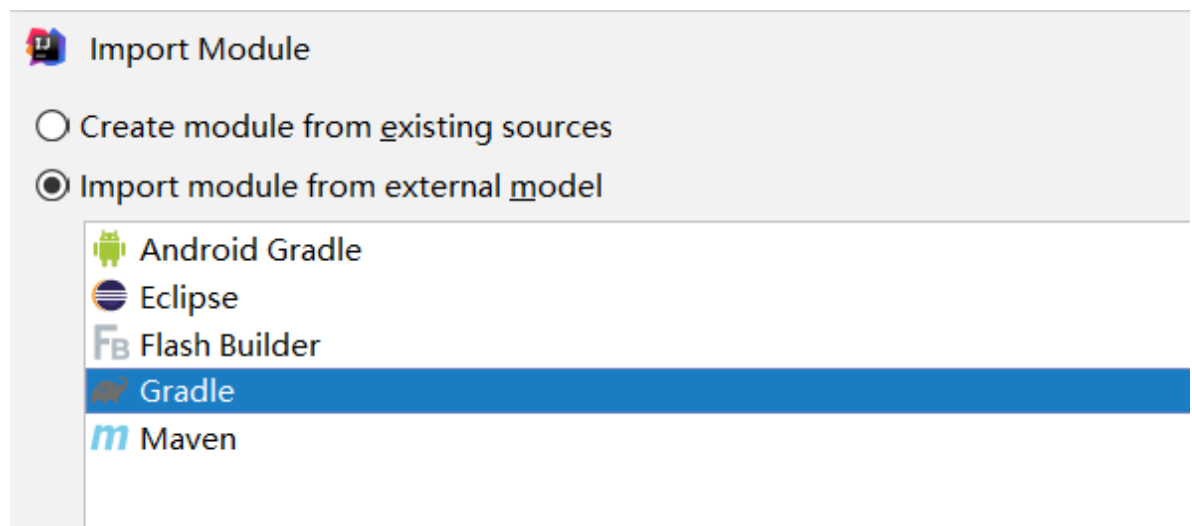 Import Module
Create module from existing sources
Import module from external model
Android Gradle
Eclipse
Flash Builder
Gradle
Maven